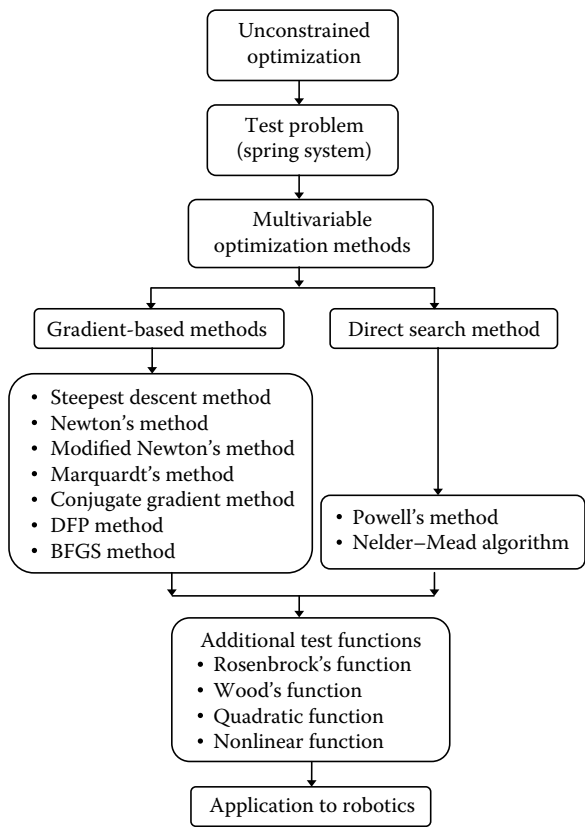 Unconstrained
optimization
Test problem
(spring system)
Multivariable
optimization methods
Gradient-based methods
Direct search method
• Steepest descent method
• Newton’s method
• Modified Newton’s method
• Marquardt’s method
• Conjugate gradient method
• DFP method
• BFGS method
• Powell’s method
• Nelder–Mead algorithm
Additional test functions
• Rosenbrock’s function
• Wood’s function
• Quadratic function
• Nonlinear function
Application to robotics